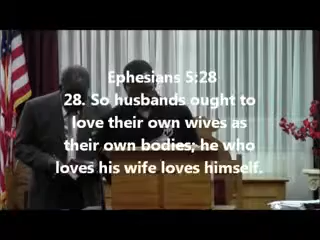 Ephesians 5:28
28. So husbands ought to
love their own wives as
their own bodies; he who
loves his wife loves himself.